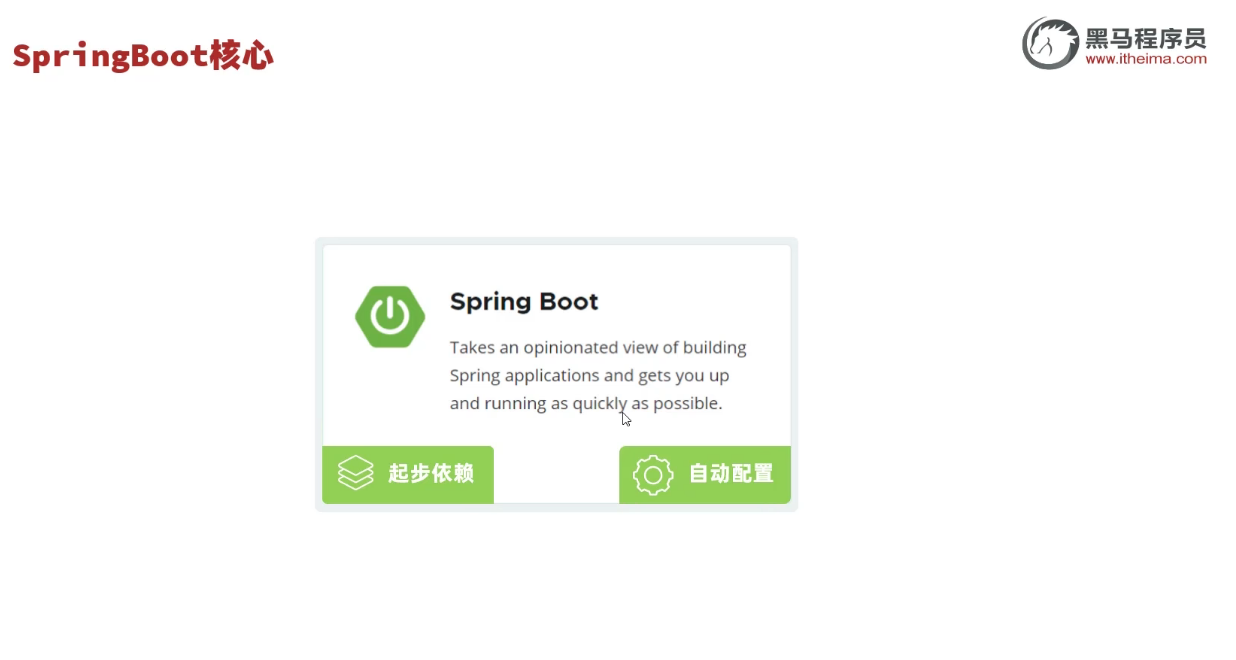 SpringBoot核心
黑马程序员
www.itheima.com
Spring Boot
Takes an opinionated view of building
Spring applications and gets you up
and running as quickly as possible.
起步依赖
自动配置